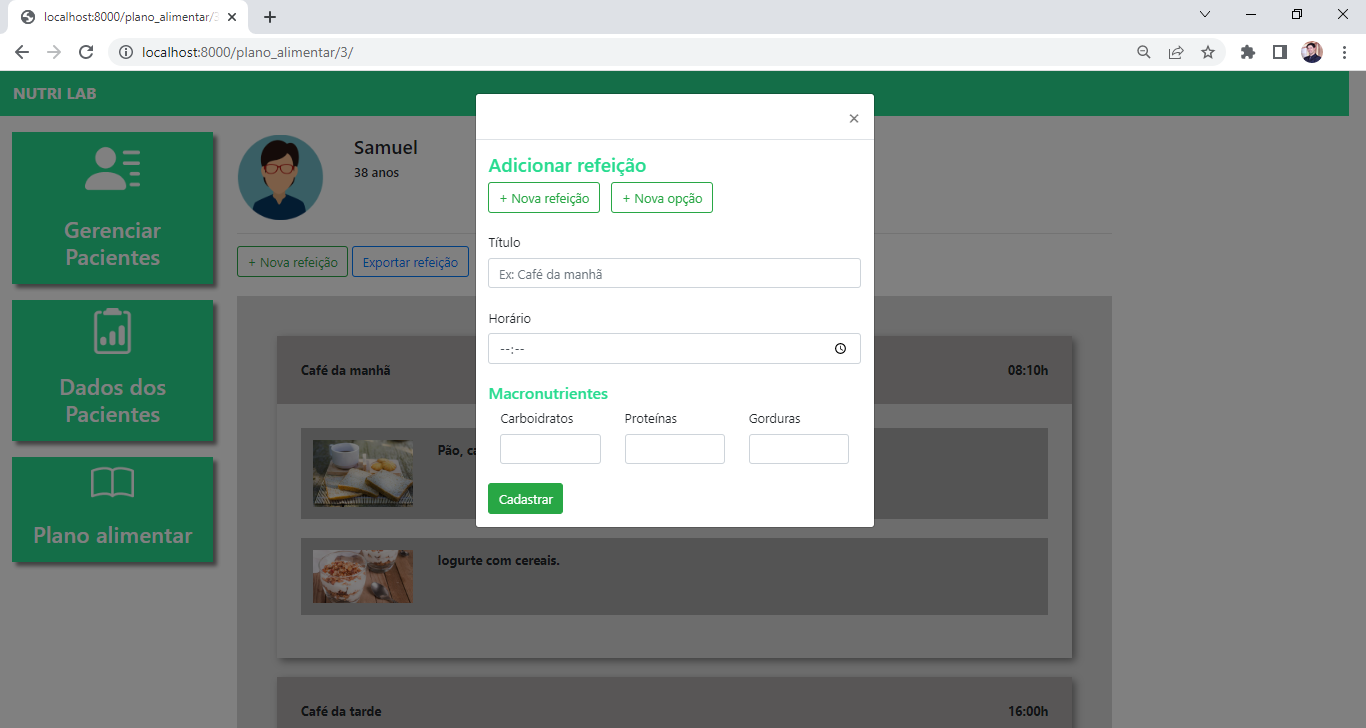 localhost:8000/plano_alimentar/3
localhost:8000/plano_alimentar/3/
NUTRI LAB
Gerenciar
Pacientes
Dados dos
Pacientes
Plano alimentar
Samuel
38 anos
+ Nova refeição
Exportar refeição
Café da manhã
08:10h
Pão,
Iogurte com cereais.
Café da tarde
16:00h
×
Adicionar refeição
+ Nova refeição
+ Nova opção
Título
Ex: Café da manhã
Horário
--:--
Macronutrientes
Carboidratos
Proteínas
Gorduras
Cadastrar